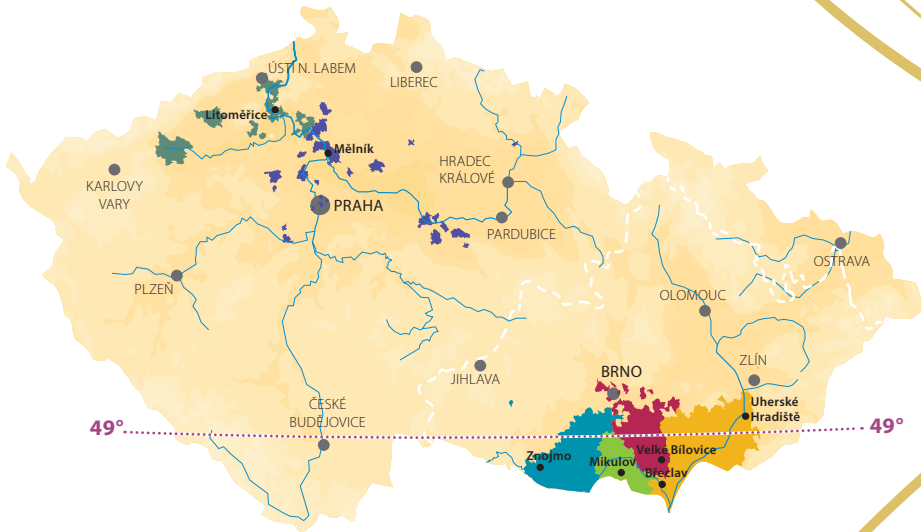 ÚSTÍ N. LABEM
LIBEREC
Litoměřice
Mělník
HRADEC
KRÁLOVÉ
KARLOVY
VARY
PRAHA
PARDUBICE
OSTRAVA
PLZEŇ
OLOMOUC
ZLÍN
JIHLAVA
BRNO
Uherské
Hradiště
ČESKÉ
BUDĚJOVICE
49°
49°
Znojmo
Mikulov
Velké Bílovice
Břeclav